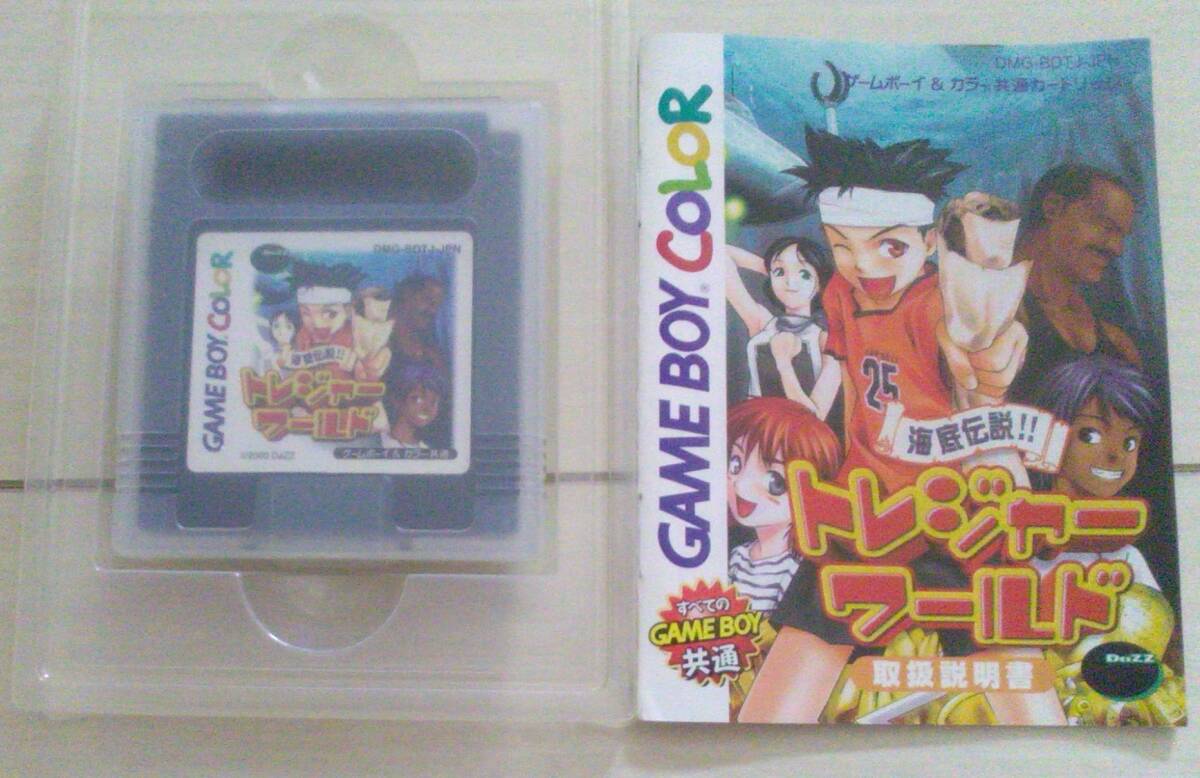 DMG-BDTJ-JPN
GAME BOY COLOR
海底伝説!!
トレジャー
ワールド
©2000 DaZZ
ゲームボーイ & カラー共通
DMG-BDTJ-JPN
ゲームボーイ & カラー共通カートリッジ
GAME BOY® COLOR
25
海底伝説!!
トレジャー
ワールド
すべての
GAME BOY
共通
取扱説明書
DaZZ